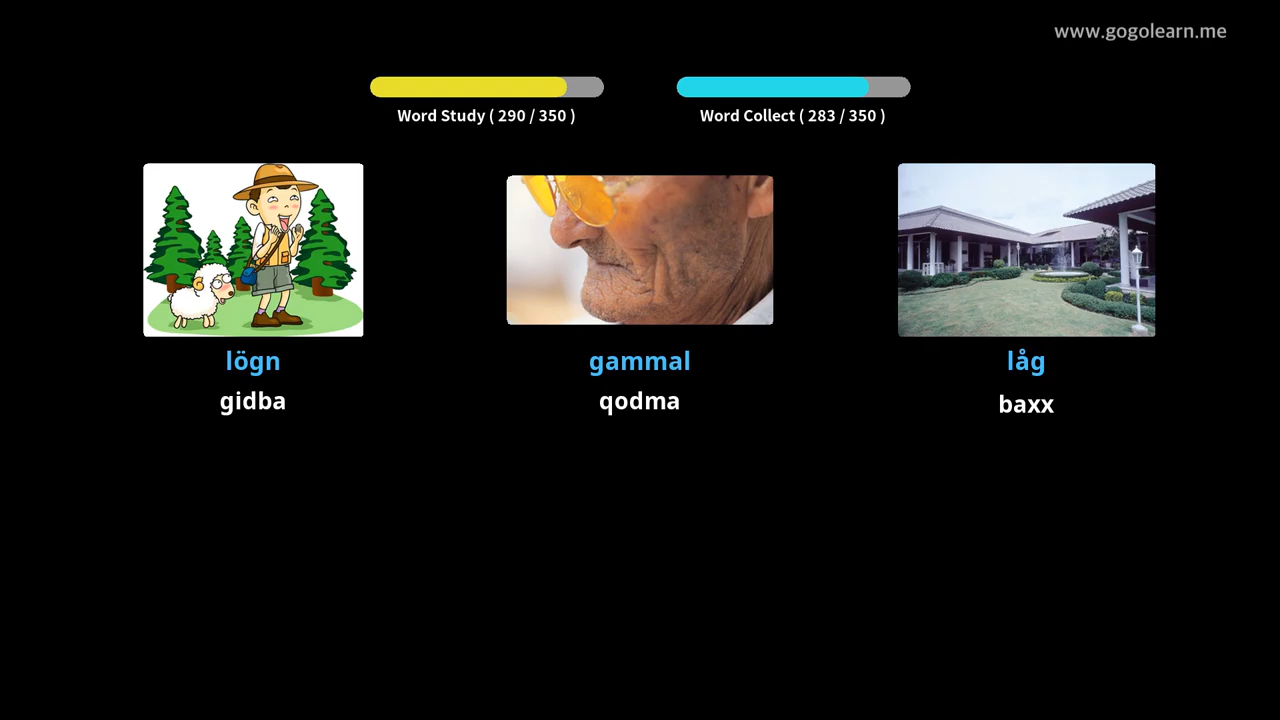 www.gogolearn.me
Word Study ( 290 / 350 )
Word Collect ( 283 / 350 )
lögn
gammal
låg
gidba
qodma
baxx